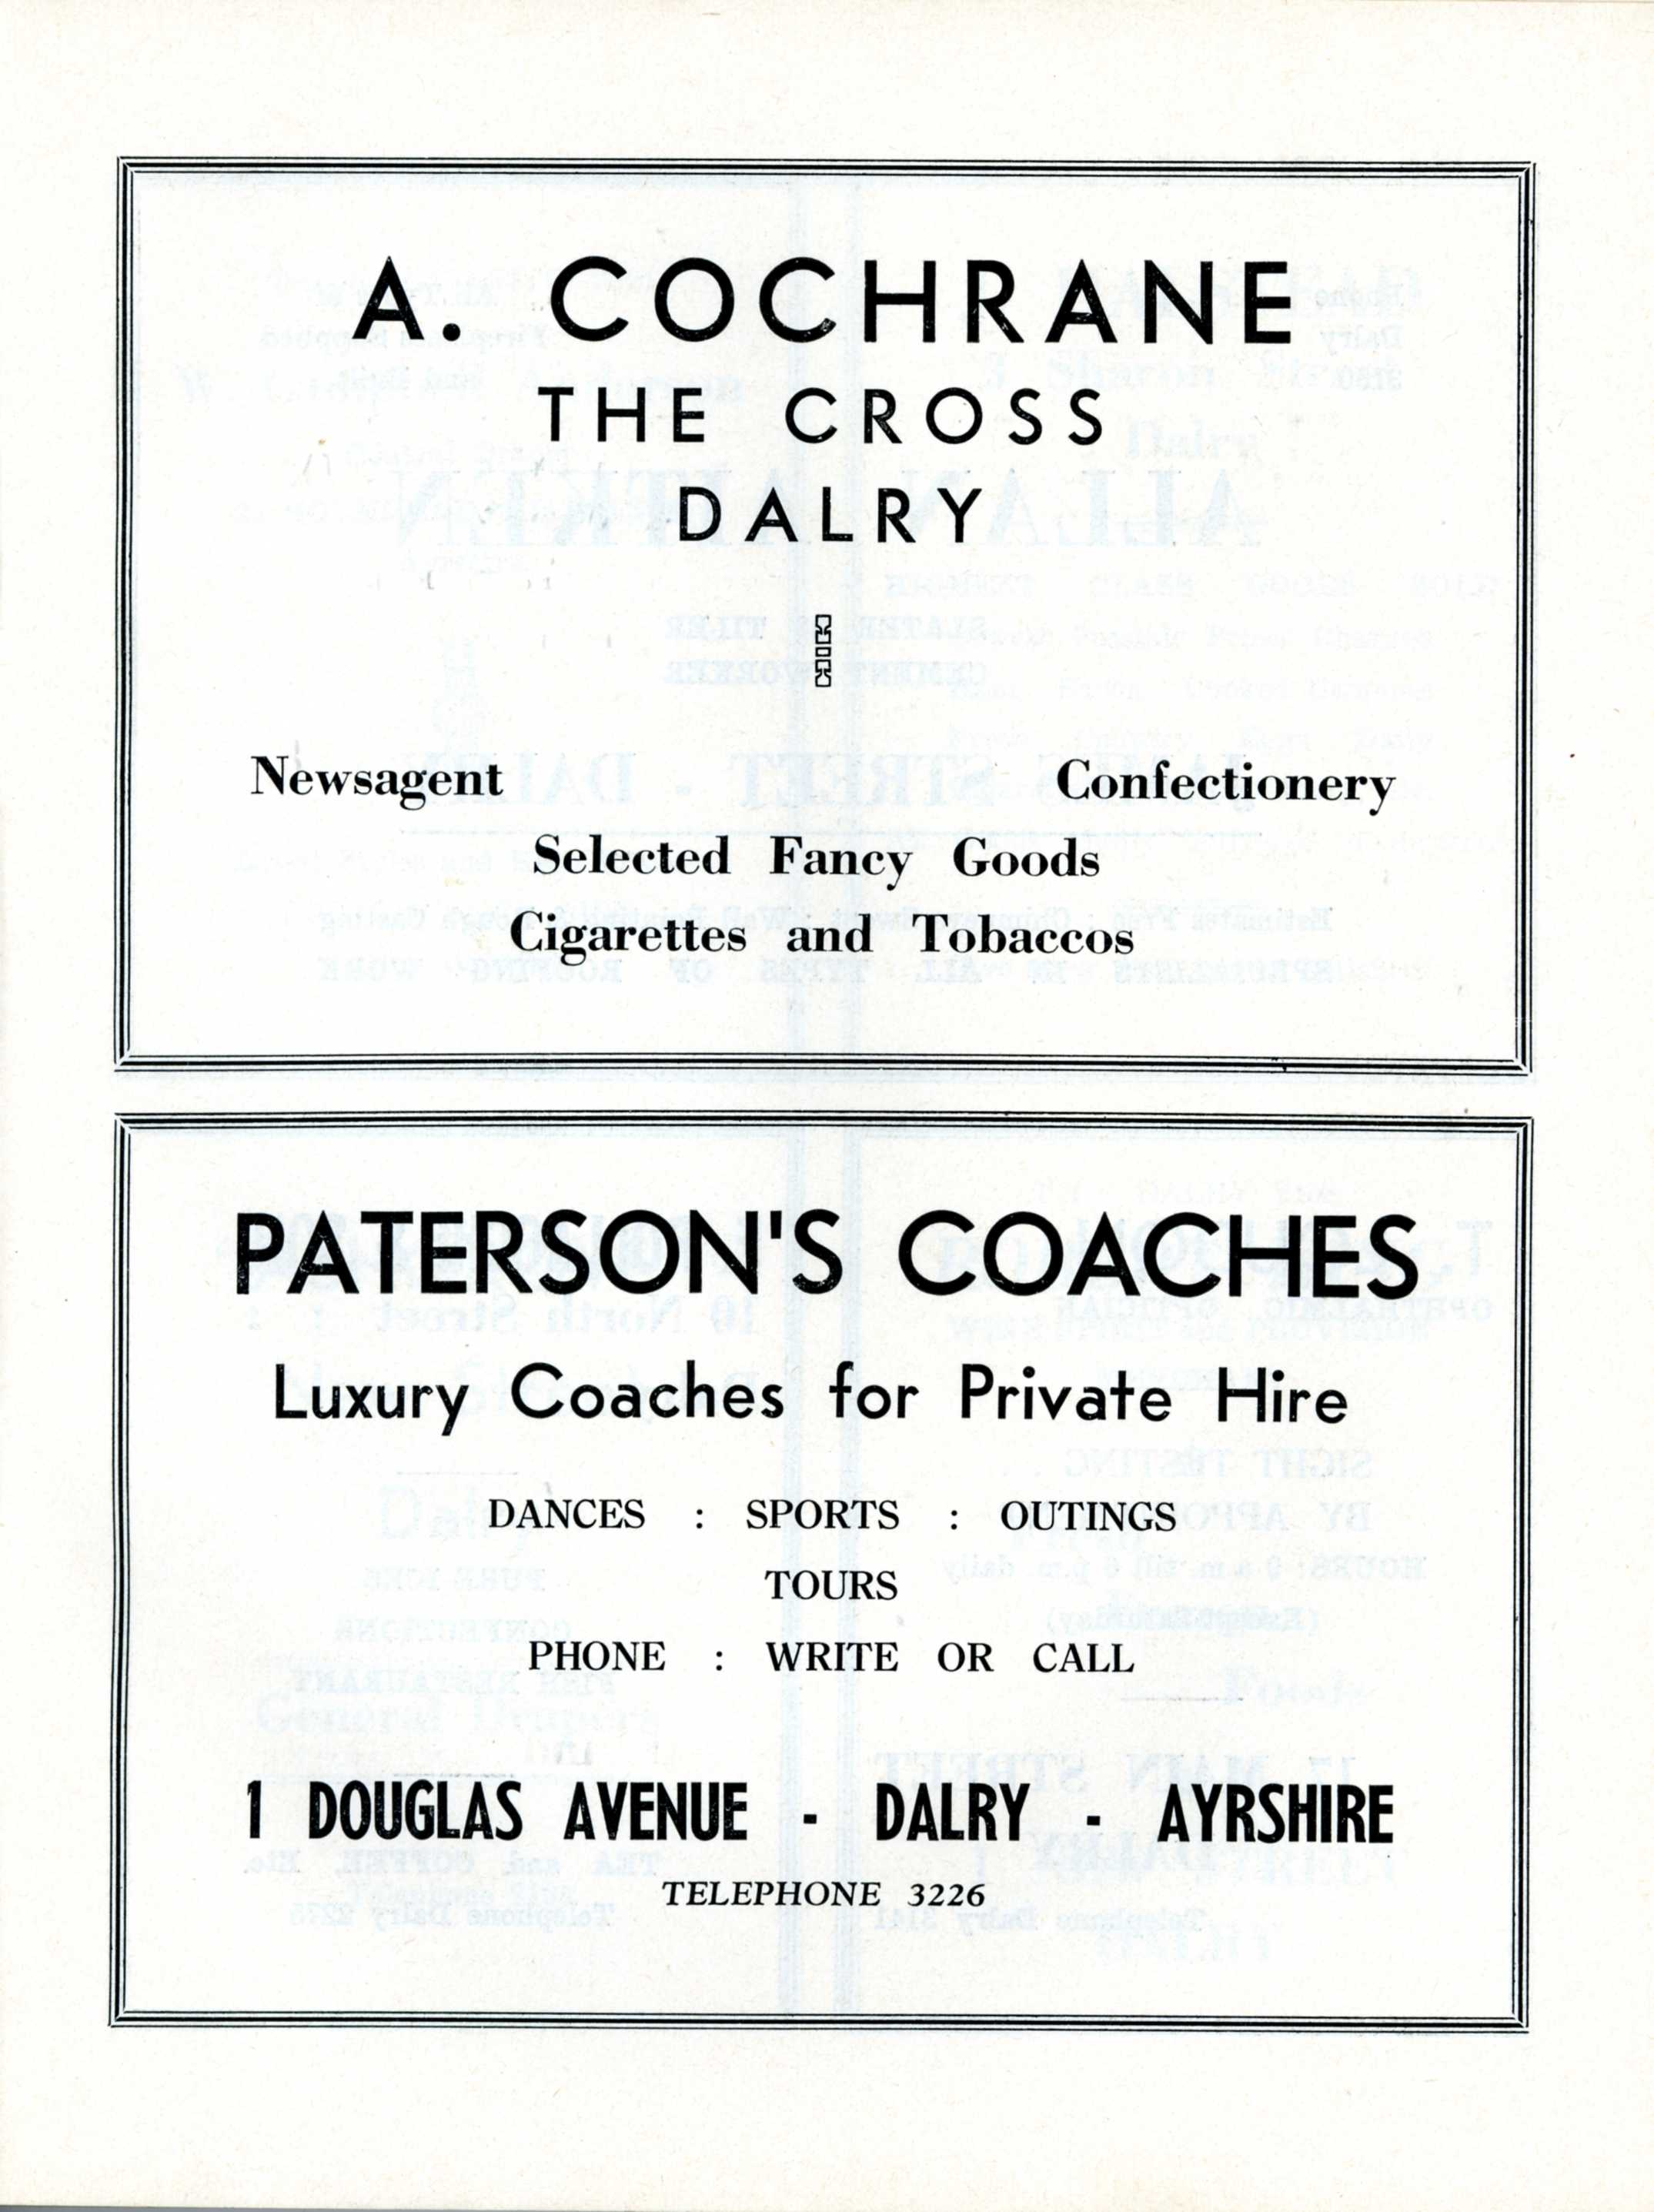 A. COCHRANE
THE CROSS
DALRY
Newsagent Confectionery
Selected Fancy Goods
Cigarettes and Tobaccos
PATERSON'S COACHES
Luxury Coaches for Private Hire
DANCES : SPORTS : OUTINGS
TOURS
PHONE : WRITE OR CALL
1 DOUGLAS AVENUE - DALRY - AYRSHIRE
TELEPHONE 3226